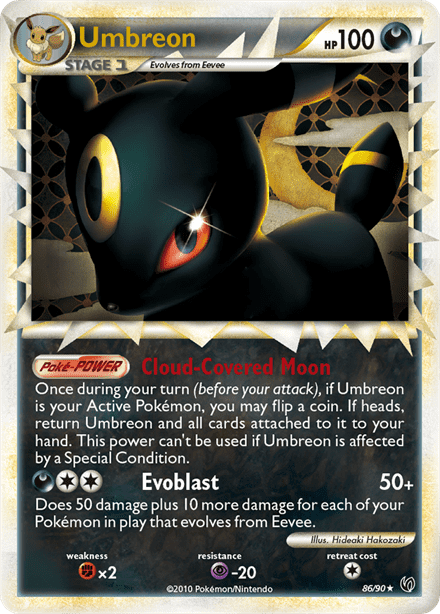 Umbreon HP100
STAGE 1 Evolves from Eevee
Poké-POWER Cloud-Covered Moon
Once during your turn (before your attack), if Umbreon
is your Active Pokémon, you may flip a coin. If heads,
return Umbreon and all cards attached to it to your
hand. This power can't be used if Umbreon is affected
by a Special Condition.
Evoblast 50+
Does 50 damage plus 10 more damage for each of your
Pokémon in play that evolves from Eevee.
Illus. Hideaki Hakozaki
weakness resistance retreat cost
×2 -20
©2010 Pokémon/Nintendo 86/90★